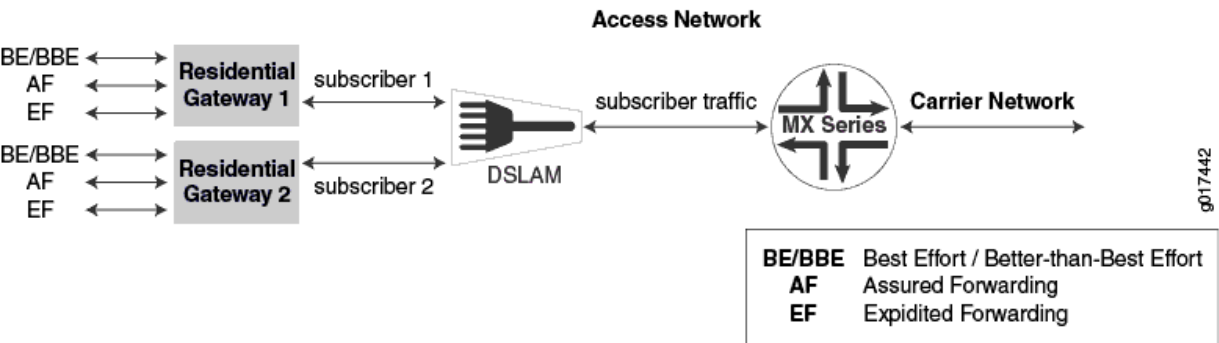 Access Network
BE/BBE
AF
EF
Residential
Gateway 1
subscriber 1
BE/BBE
AF
EF
Residential
Gateway 2
subscriber 2
DSLAM
subscriber traffic
MX Series
Carrier Network
g017442
BE/BBE Best Effort / Better-than-Best Effort
AF Assured Forwarding
EF Expidited Forwarding